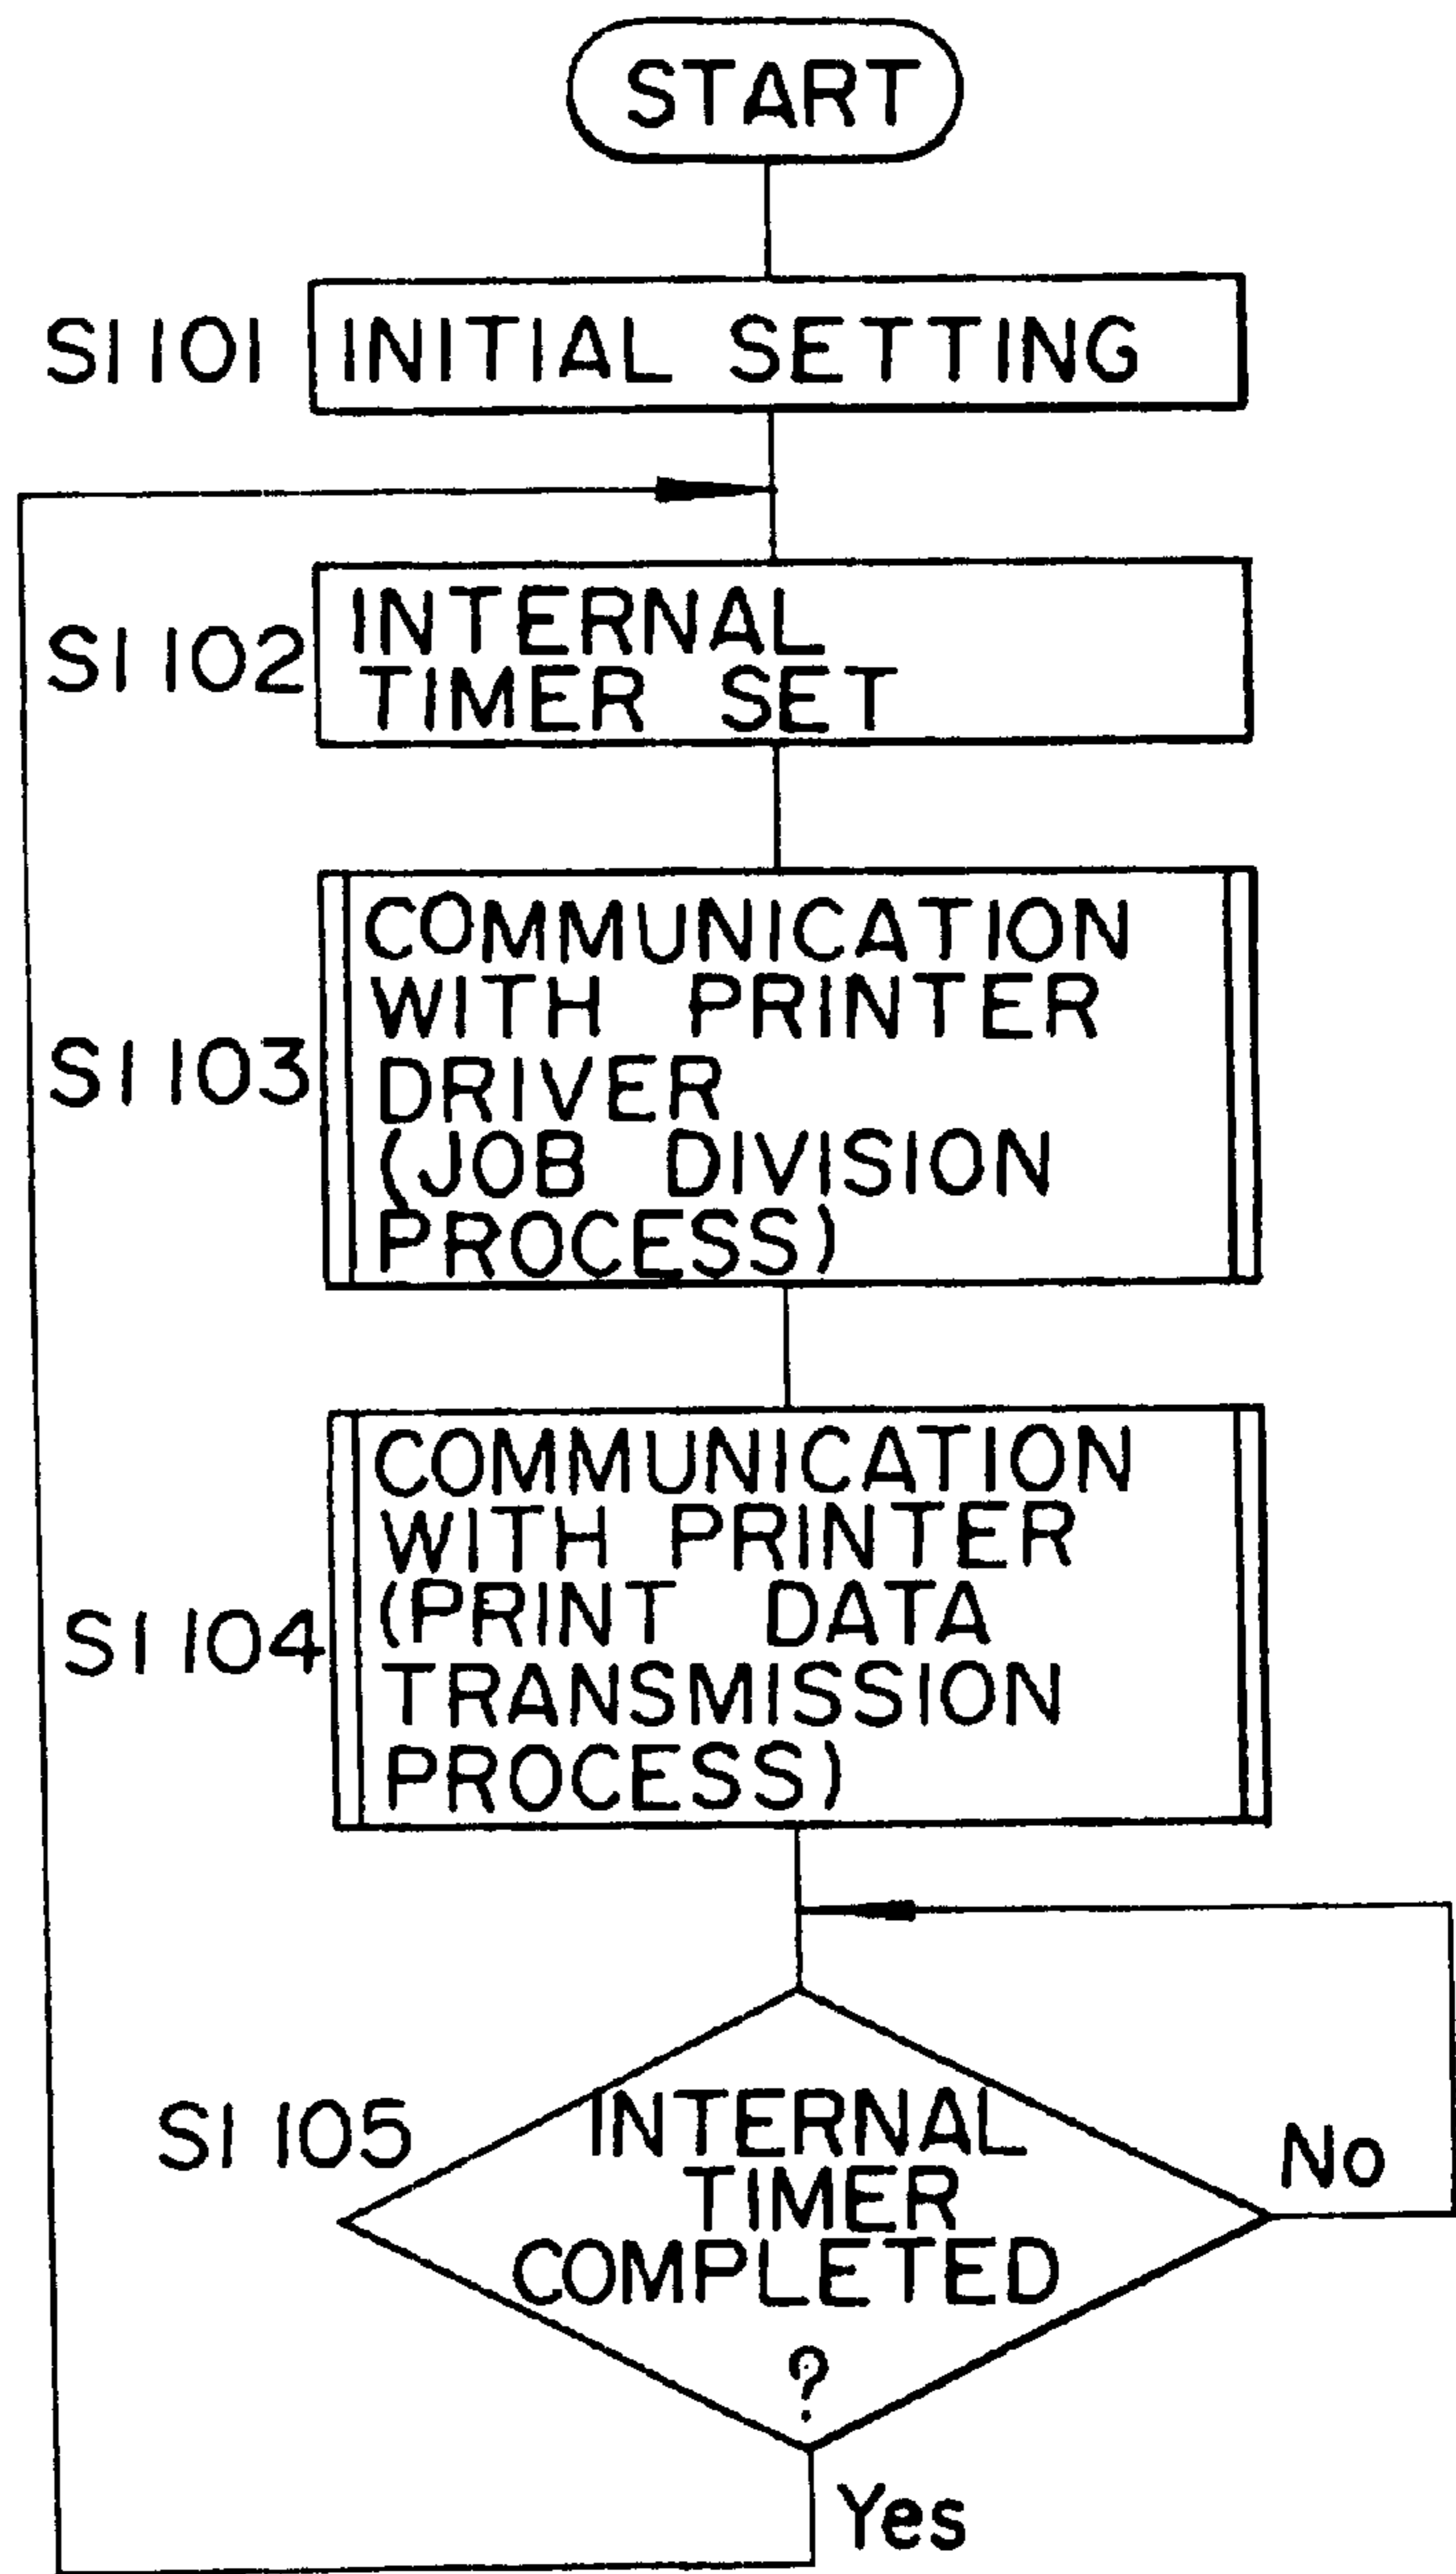 START
S1101 INITIAL SETTING
S1102
INTERNAL
TIMER SET
S1103
COMMUNICATION
WITH PRINTER
DRIVER
(JOB DIVISION
PROCESS)
S1104
COMMUNICATION
WITH PRINTER
(PRINT DATA
TRANSMISSION
PROCESS)
S1105
INTERNAL
TIMER
COMPLETED
?
No
Yes